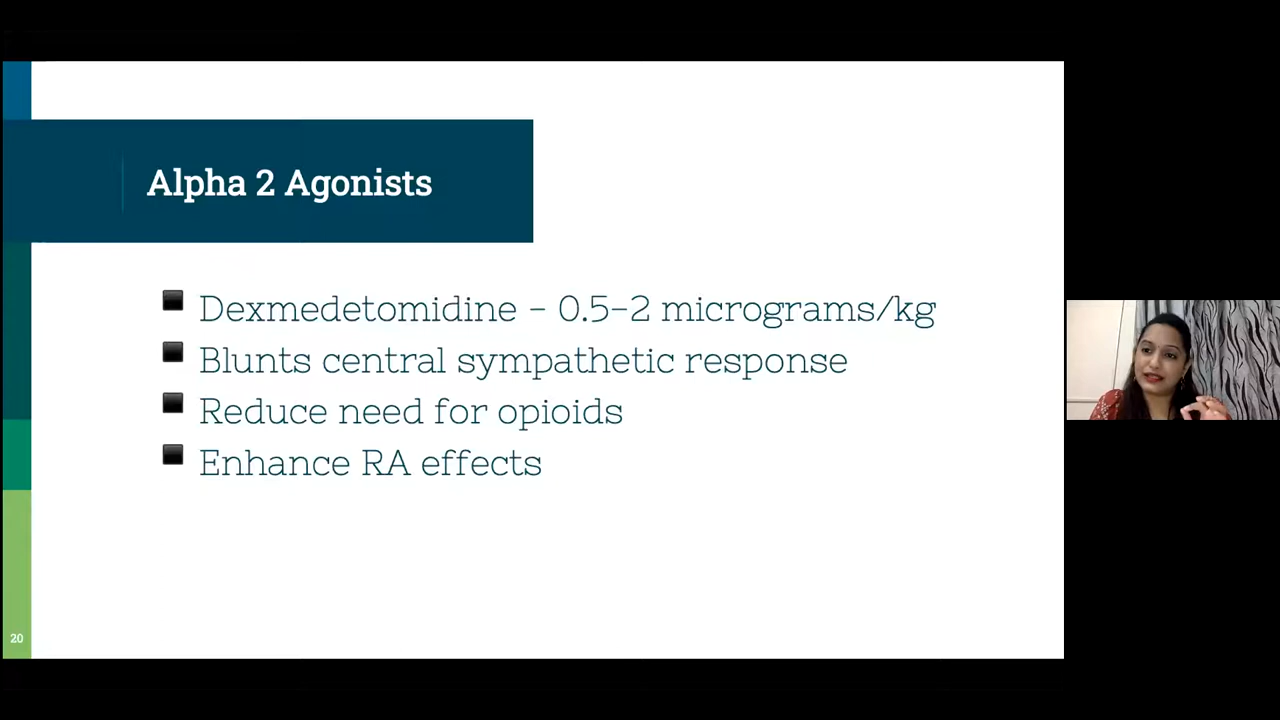 Alpha 2 Agonists
Dexmedetomidine - 0.5-2 micrograms/kg
Blunts central sympathetic response
Reduce need for opioids
Enhance RA effects
20